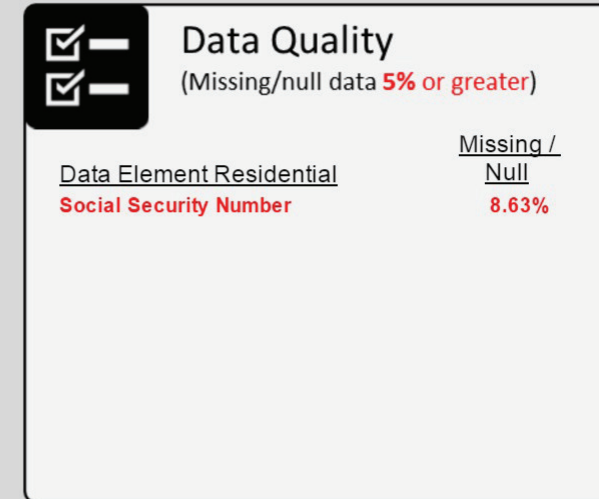 Data Quality
(Missing/null data 5% or greater)
Missing /
Data Element Residential Null
Social Security Number 8.63%